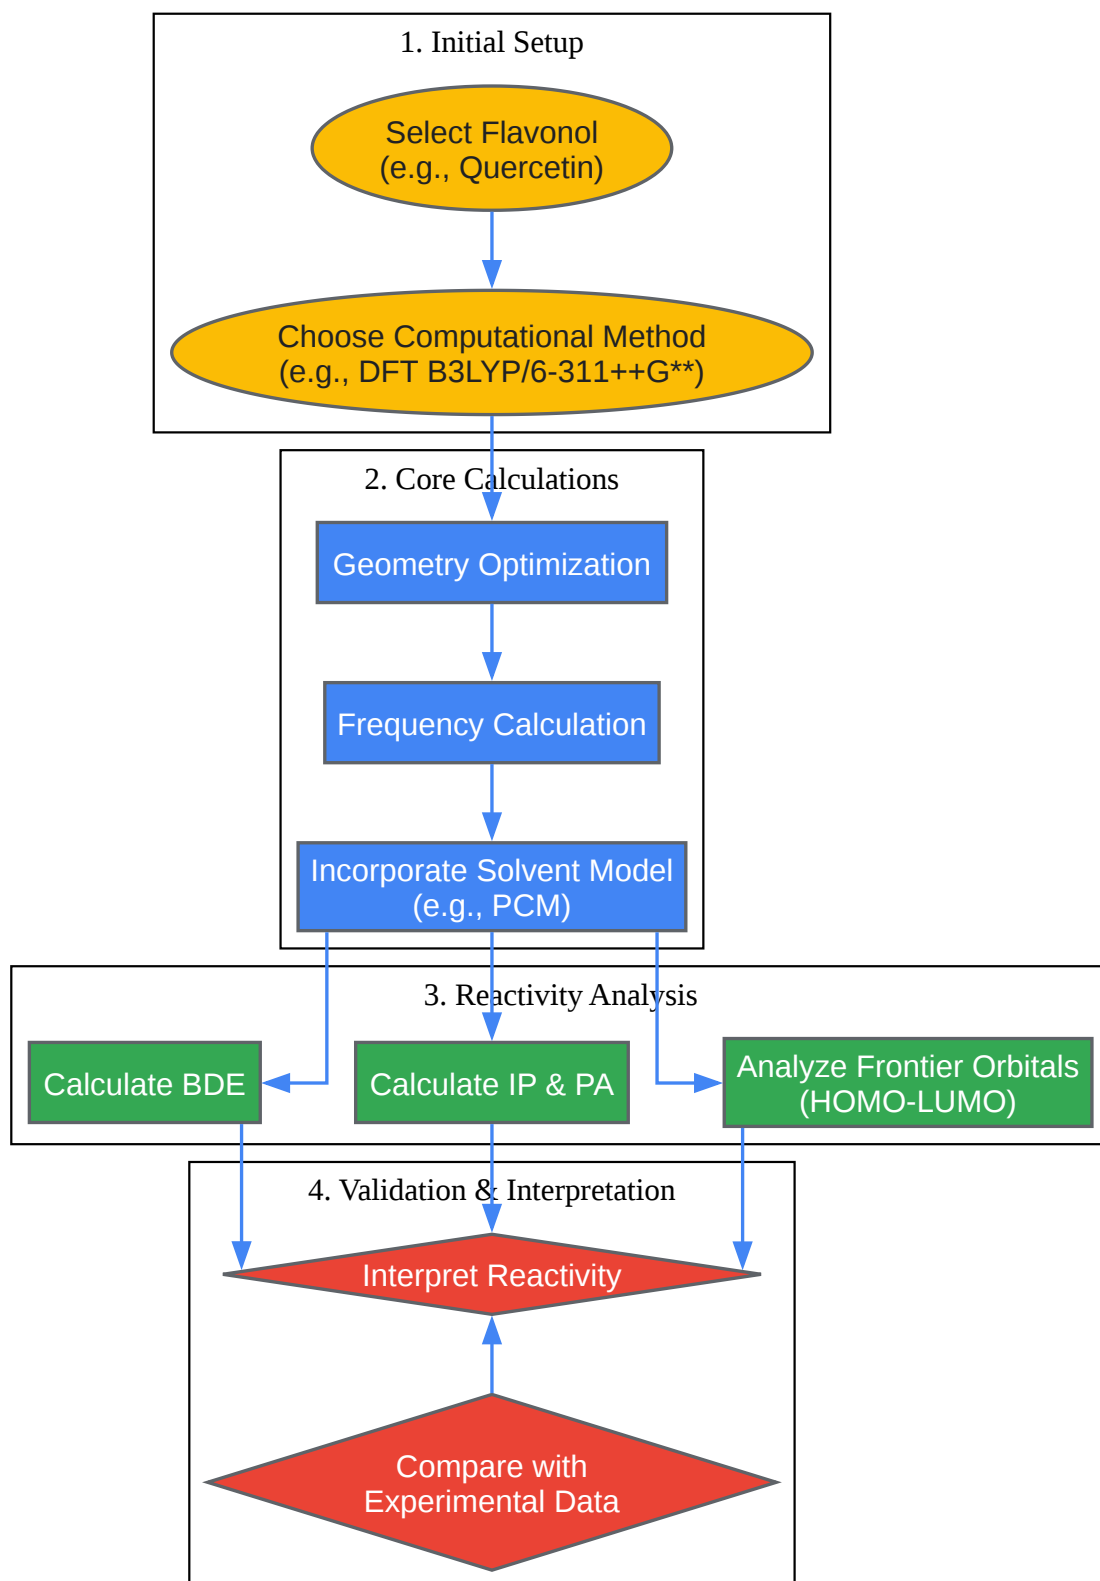 1. Initial Setup
Select Flavonol
(e.g., Quercetin)
Choose Computational Method
(e.g., DFT B3LYP/6-311++G**)
2. Core Calculations
Geometry Optimization
Frequency Calculation
Incorporate Solvent Model
(e.g., PCM)
3. Reactivity Analysis
Calculate BDE
Calculate IP & PA
Analyze Frontier Orbitals
(HOMO-LUMO)
4. Validation & Interpretation
Interpret Reactivity
Compare with
Experimental Data